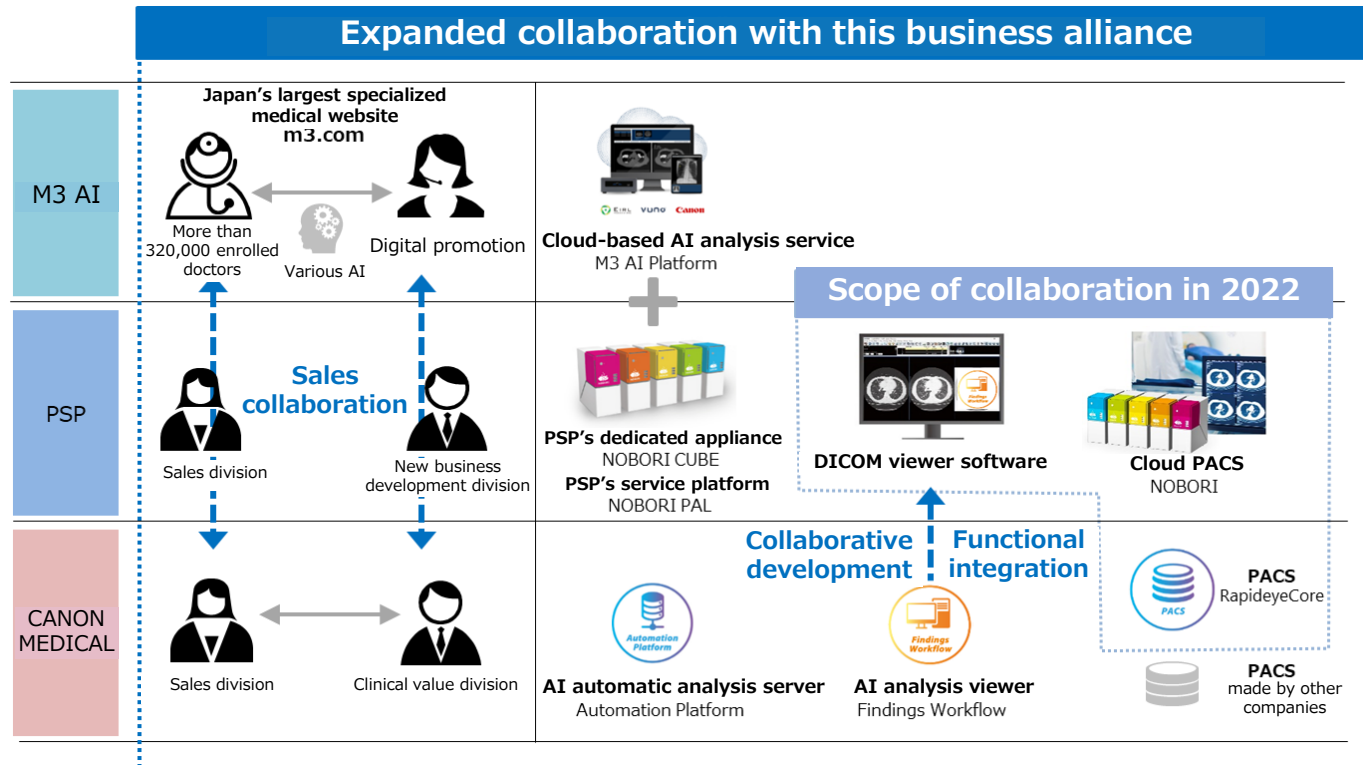 Expanded collaboration with this business alliance
M3 AI
Japan's largest specialized
medical website
m3.com
More than
320,000 enrolled
doctors
Various AI
Digital promotion
EIRL VUNO Canon
Cloud-based AI analysis service
M3 AI Platform
Scope of collaboration in 2022
PSP
Sales
collaboration
Sales division
New business
development division
PSP's dedicated appliance
NOBORI CUBE
PSP's service platform
NOBORI PAL
Findings
Workflow
DICOM viewer software
Cloud PACS
NOBORI
Collaborative
development
Functional
integration
CANON
MEDICAL
Sales division
Clinical value division
Automation
Platform
AI automatic analysis server
Automation Platform
Findings
Workflow
AI analysis viewer
Findings Workflow
PACS
PACS
RapideyeCore
PACS
made by other
companies